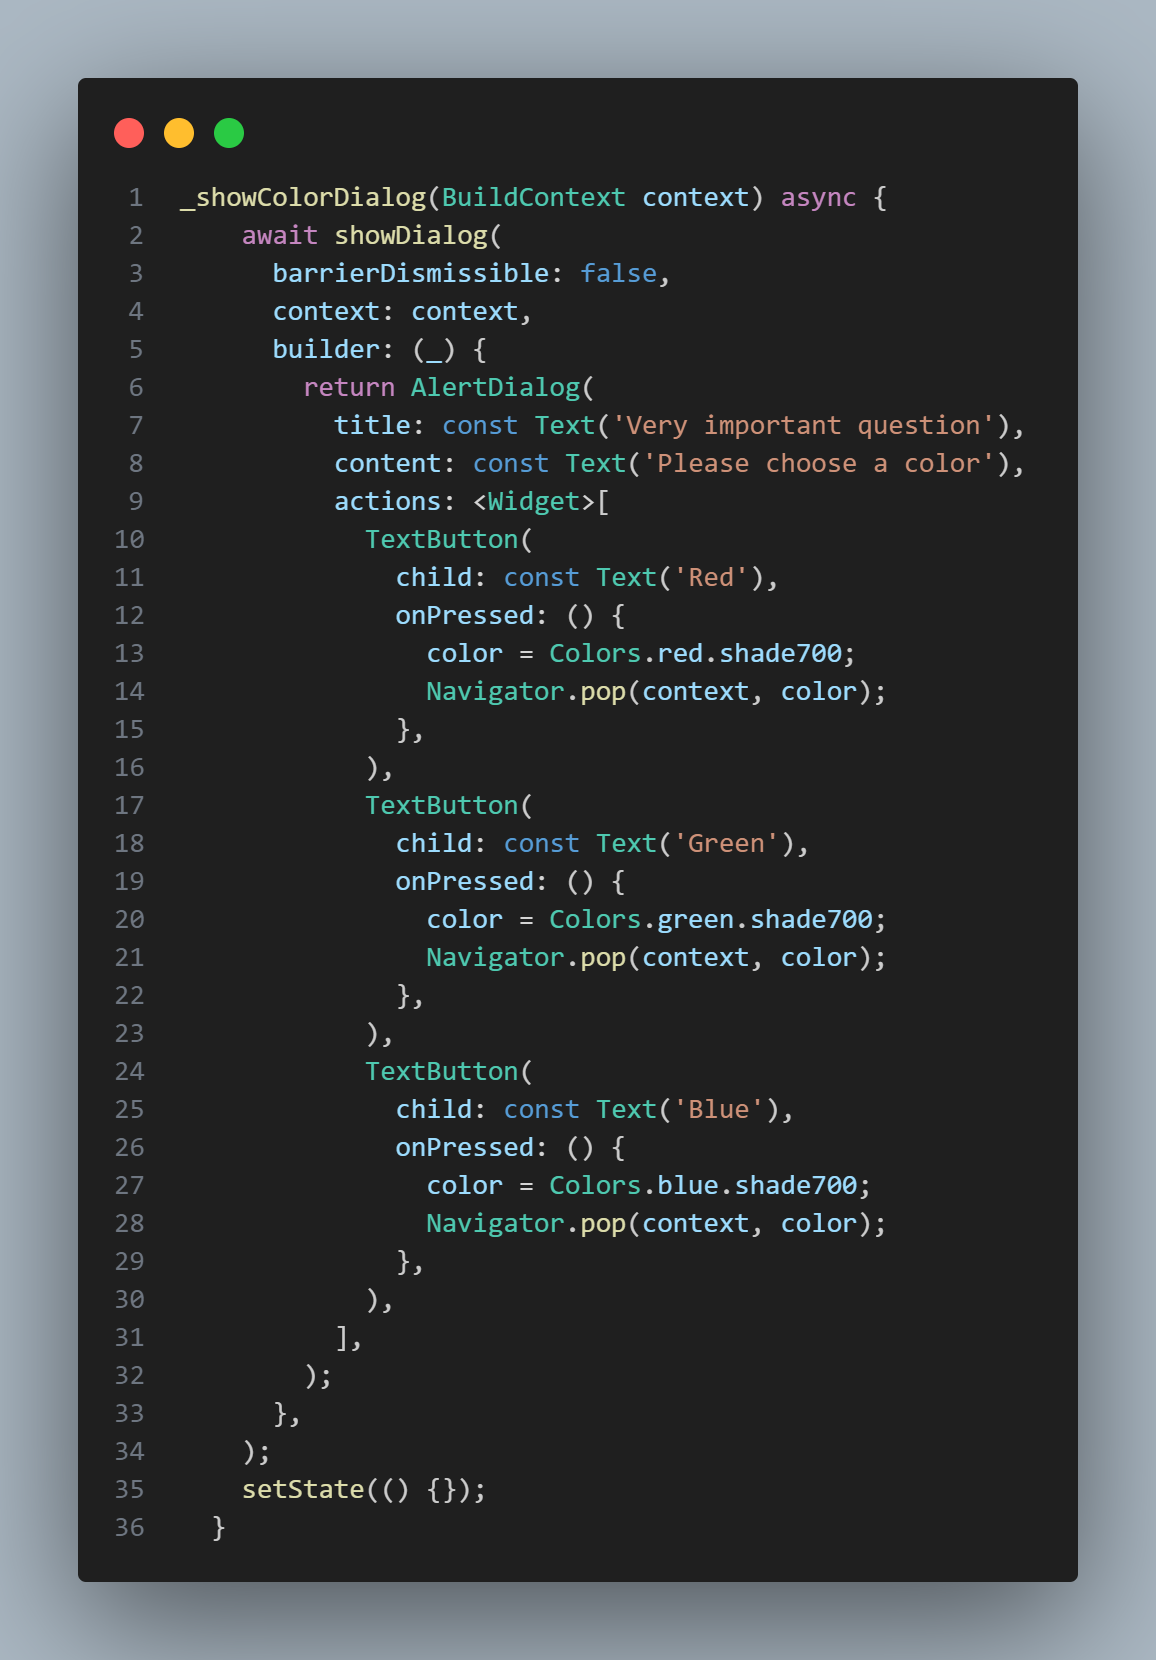 1 _showColorDialog(BuildContext context) async {
2 await showDialog(
3 barrierDismissible: false,
4 context: context,
5 builder: (_) {
6 return AlertDialog(
7 title: const Text('Very important question'),
8 content: const Text('Please choose a color'),
9 actions: <Widget>[
10 TextButton(
11 child: const Text('Red'),
12 onPressed: () {
13 color = Colors.red.shade700;
14 Navigator.pop(context, color);
15 },
16 ),
17 TextButton(
18 child: const Text('Green'),
19 onPressed: () {
20 color = Colors.green.shade700;
21 Navigator.pop(context, color);
22 },
23 ),
24 TextButton(
25 child: const Text('Blue'),
26 onPressed: () {
27 color = Colors.blue.shade700;
28 Navigator.pop(context, color);
29 },
30 ),
31 ],
32 );
33 },
34 );
35 setState(() {});
36 }